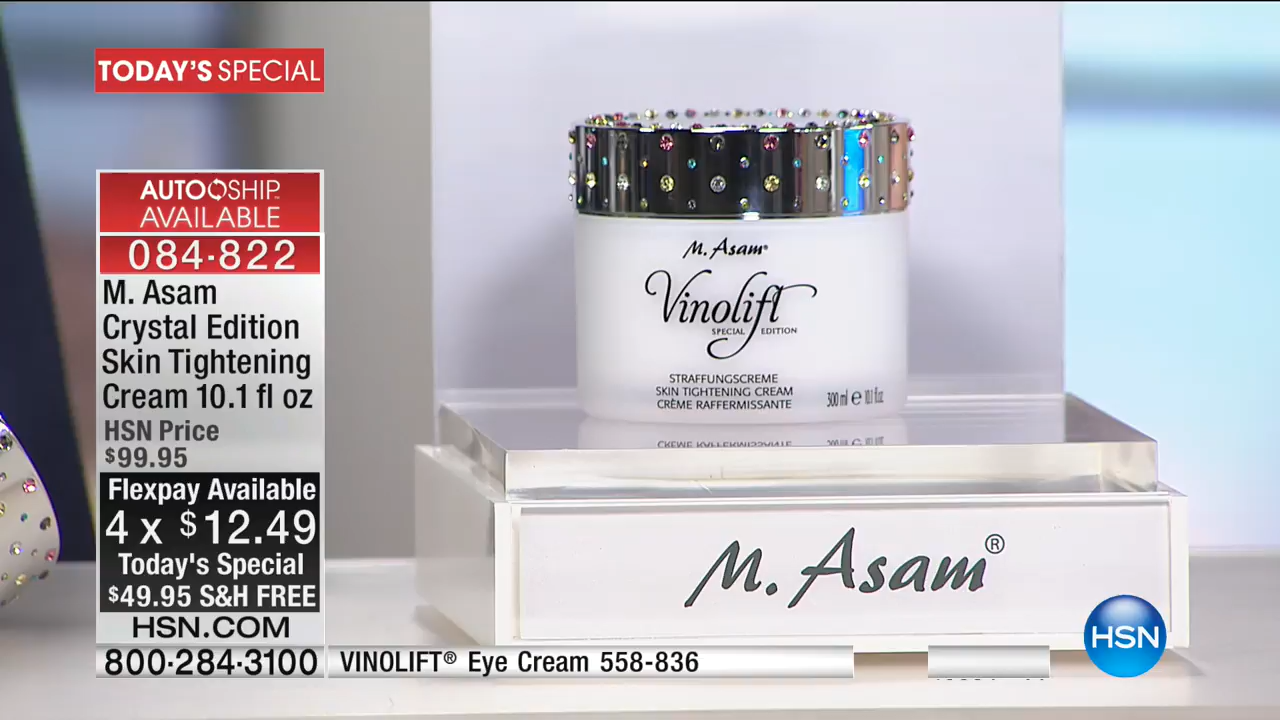 TODAY'S SPECIAL
AUTOSHIP
AVAILABLE
084-822
M. Asam
Crystal Edition
Skin Tightening
Cream 10.1 fl oz
HSN Price
$99.95
Flexpay Available
4 x $12.49
Today's Special
$49.95 S&H FREE
HSN.COM
800·284·3100
VINOLIFT® Eye Cream 558-836
M. Asam®
Vinolift
SPECIAL EDITION
STRAFFUNGSCREME
SKIN TIGHTENING CREAM
CRÈME RAFFERMISSANTE
300 ml e 10.1 fl.oz
M. Asam®
HSN